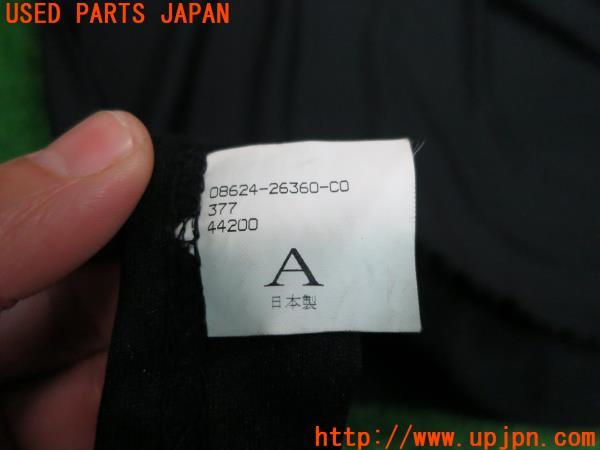 USED PARTS JAPAN
08624-26360-C0
377
44200
A
日本製
http://www.upjpn.com/